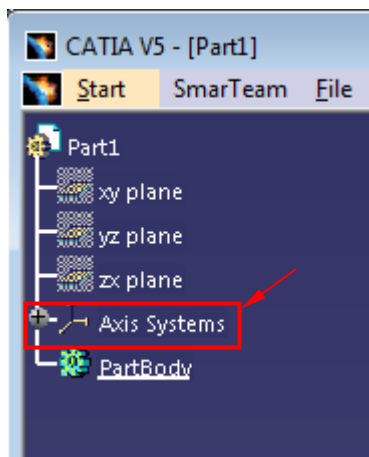 CATIA V5 - [Part1]
Start SmarTeam File
Part1
xy plane
yz plane
zx plane
Axis Systems
PartBody